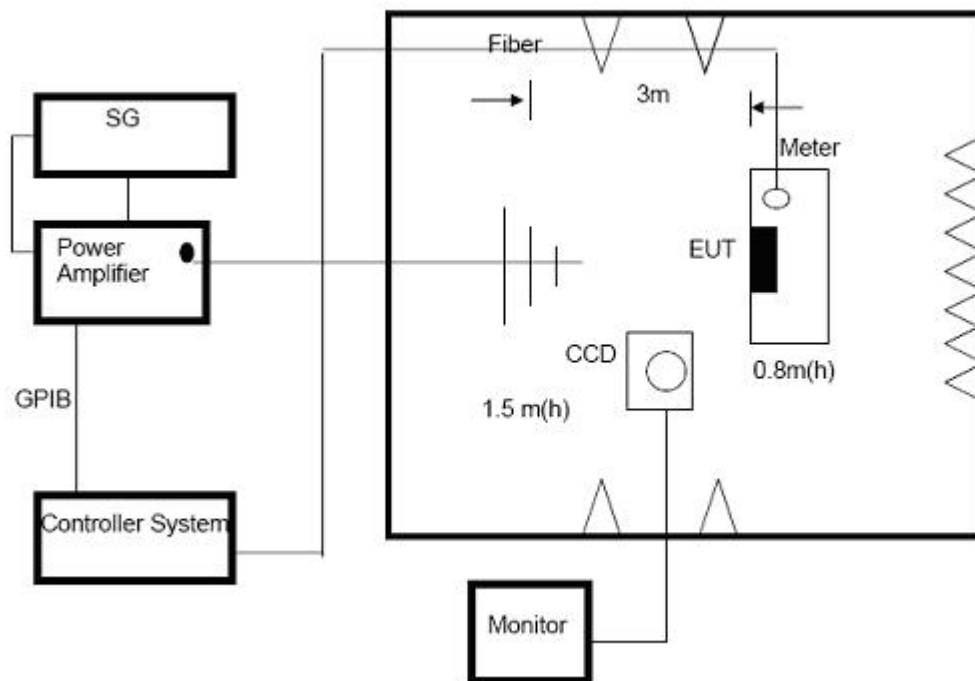 Fiber
SG
3m
Meter
Power
Amplifier
EUT
CCD
0.8m(h)
GPIB
1.5 m(h)
Controller System
Monitor